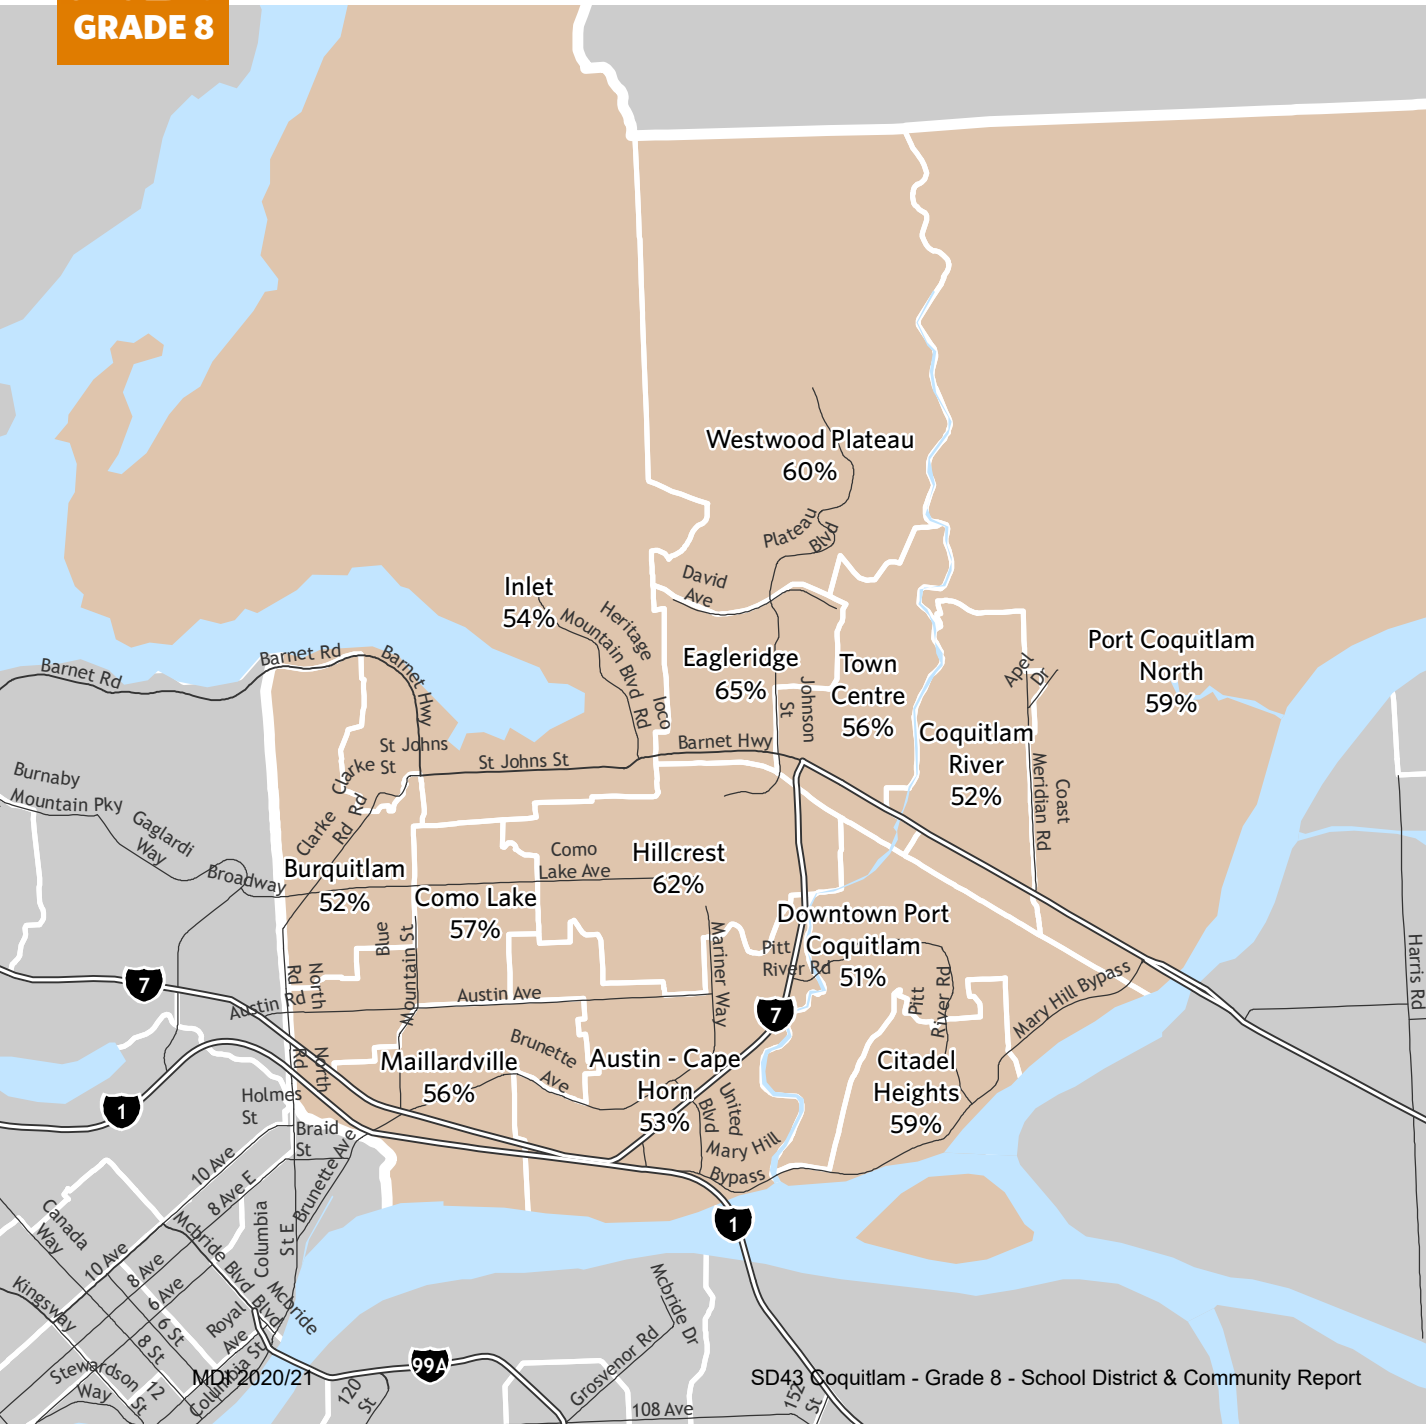 GRADE 8
Westwood Plateau
60%
Plateau
Blvd
David
Ave
Inlet
54%
Heritage
Mountain Blvd
Ioco
Rd
Eagleridge
65%
Town
Centre
56%
Johnson
St
Port Coquitlam
North
59%
Apel
Dr
Coquitlam
River
52%
Coast
Meridian Rd
Barnet Rd
Barnet Rd
Barnet Hwy
St Johns
St
St Johns St
Barnet Hwy
Clarke
Rd
Clarke
Rd
Burnaby
Mountain Pky
Gaglardi
Way
Broadway
Burquitlam
52%
Como Lake
57%
Como
Lake Ave
Hillcrest
62%
Downtown Port
Coquitlam
51%
Pitt
River Rd
Pitt
River Rd
Mary Hill Bypass
Harris Rd
Blue
Mountain St
Mariner Way
North
Rd
7
Austin Rd
Austin Ave
7
North
Rd
Maillardville
56%
Brunette
Ave
Austin - Cape
Horn
53%
United
Blvd
Citadel
Heights
59%
Mary Hill
Bypass
1
Holmes
St
Braid
St
Brunette Ave
10 Ave
8 Ave E
Columbia
St E
1
Canada
Way
Mcbride Blvd
Mcbride
Blvd
10 Ave
8 Ave
6 Ave
6 St
8 St
Kingsway
Royal
Ave
Columbia St
Stewardson
Way
12
St
Mcbride Dr
Grosvenor Rd
99A
120
St
152
St
108 Ave
MDI 2020/21
SD43 Coquitlam - Grade 8 - School District & Community Report